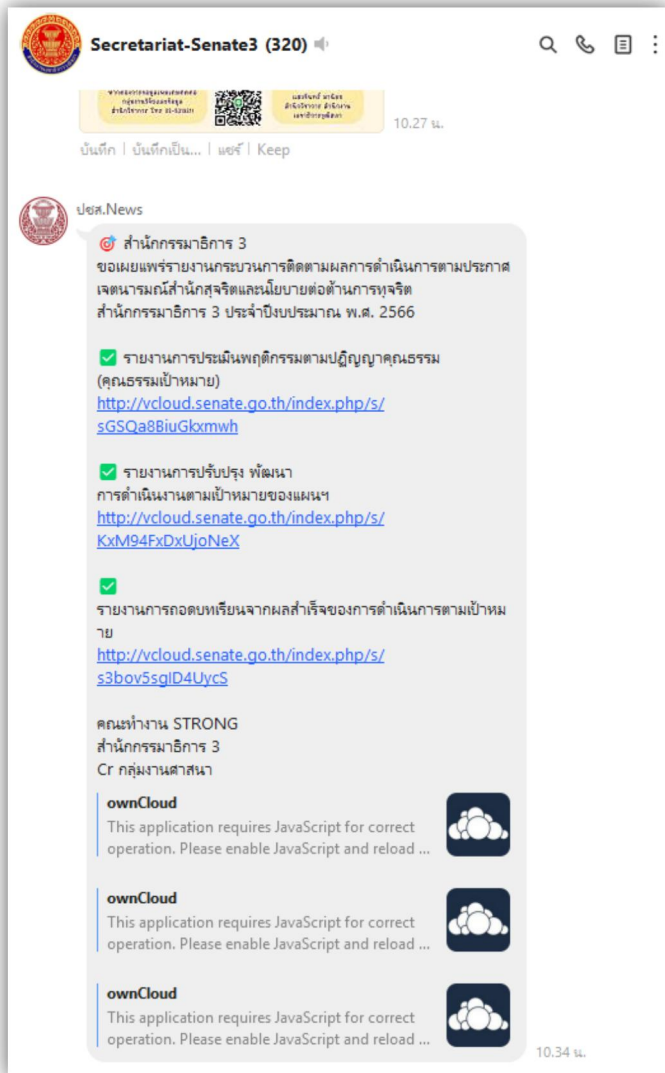 Secretariat-Senate3 (320)
10.27 น.
บันทึก | บันทึกเป็น... | แชร์ | Keep
ปชส.News
สำนักกรรมาธิการ 3
ขอเผยแพร่รายงานกระบวนการติดตามผลการดำเนินการตามประกาศ
เจตนารมณ์สำนักสุจริตและนโยบายต่อต้านการทุจริต
สำนักกรรมาธิการ 3 ประจำปีงบประมาณ พ.ศ. 2566
รายงานการประเมินพฤติกรรมตามปฏิญญาคุณธรรม
(คุณธรรมเป้าหมาย)
http://vcloud.senate.go.th/index.php/s/
sGSQa8BiuGkxmwh
รายงานการปรับปรุง พัฒนา
การดำเนินงานตามเป้าหมายของแผนฯ
http://vcloud.senate.go.th/index.php/s/
KxM94FxDxUjoNeX
รายงานการถอดบทเรียนจากผลสำเร็จของการดำเนินการตามเป้าหม
าย
http://vcloud.senate.go.th/index.php/s/
s3bov5sgID4UycS
คณะทำงาน STRONG
สำนักกรรมาธิการ 3
Cr กลุ่มงานศาสนา
ownCloud
This application requires JavaScript for correct
operation. Please enable JavaScript and reload ...
ownCloud
This application requires JavaScript for correct
operation. Please enable JavaScript and reload ...
ownCloud
This application requires JavaScript for correct
operation. Please enable JavaScript and reload ...
10.34 น.